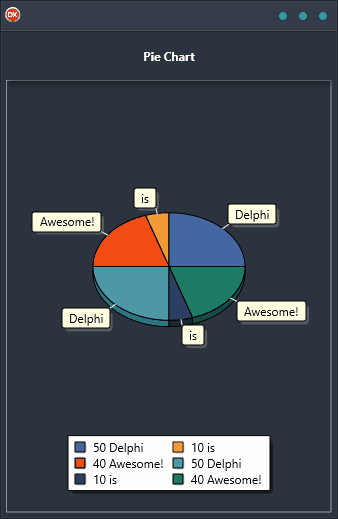 DX
Pie Chart
is
Awesome!
Delphi
Delphi
Awesome!
is
50 Delphi
10 is
40 Awesome!
50 Delphi
10 is
40 Awesome!